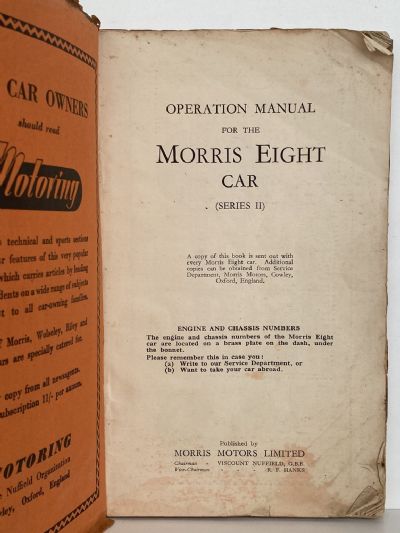 CAR OWNERS
should read
Motoring
technical and sports sections
features of this very popular
which carries articles by leading
dents on a wide range of subjects
t to all car-owning families.
Morris, Wolseley, Riley and
ars are specially catered for.
copy from all newsagents.
ubscription 11/- per annum.
MOTORING
e Nuffield Organization
ley, Oxford, England
OPERATION MANUAL
FOR THE
MORRIS EIGHT
CAR
(SERIES II)
A copy of this book is sent out with
every Morris Eight car. Additional
copies can be obtained from Service
Department, Morris Motors, Cowley,
Oxford, England.
ENGINE AND CHASSIS NUMBERS
The engine and chassis numbers of the Morris Eight
car are located on a brass plate on the dash, under
the bonnet.
Please remember this in case you:
(a) Write to our Service Department, or
(b) Want to take your car abroad.
Published by
MORRIS MOTORS LIMITED
Chairman - VISCOUNT NUFFIELD, G.B.E.
Vice-Chairman - R. F. HANKS